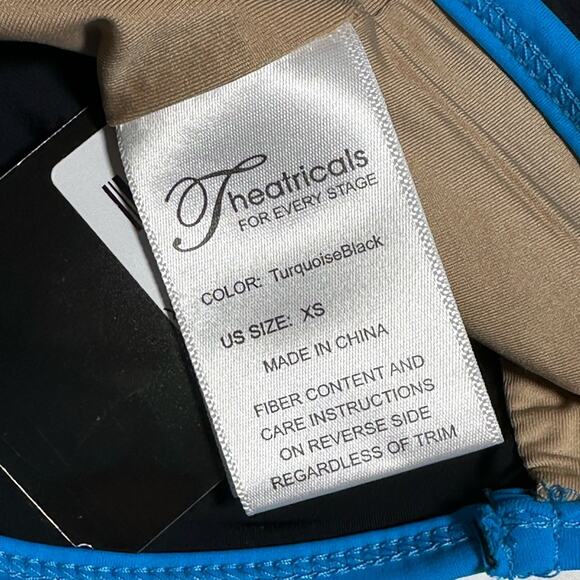 Theatricals
FOR EVERY STAGE
COLOR: TurquoiseBlack
US SIZE: XS
MADE IN CHINA
FIBER CONTENT AND
CARE INSTRUCTIONS
ON REVERSE SIDE
REGARDLESS OF TRIM